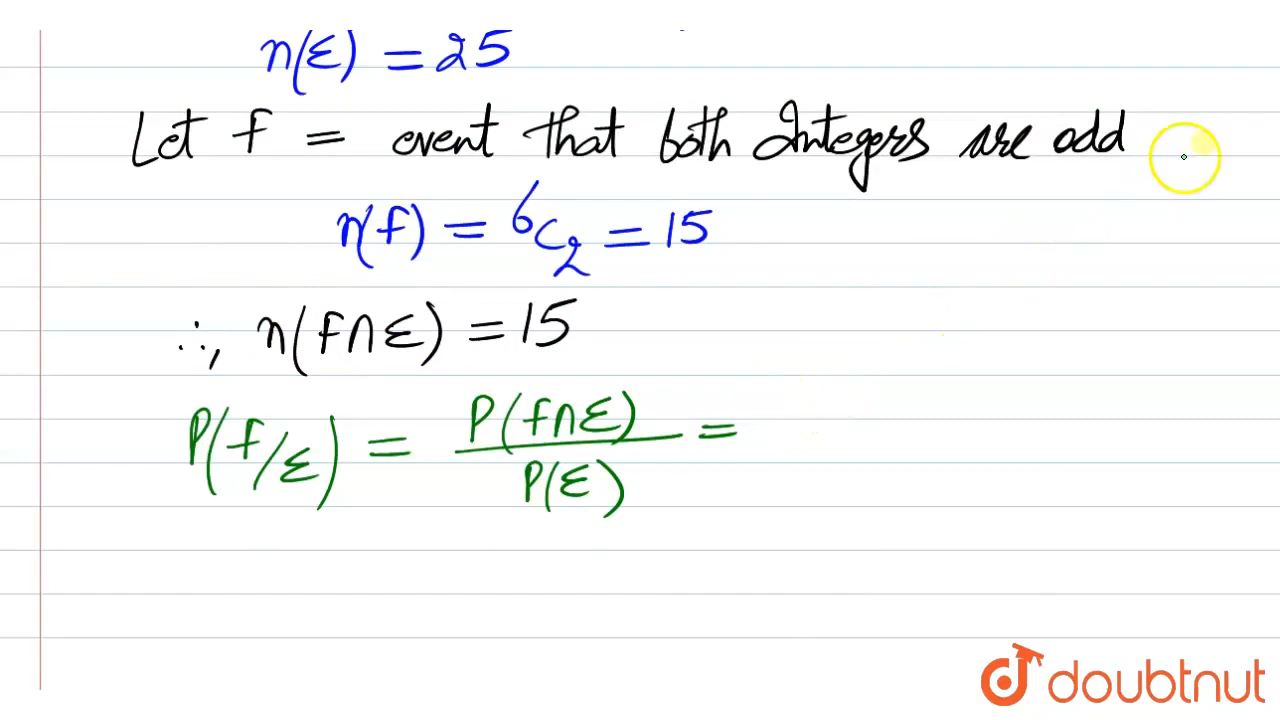 n(Ɛ) = 25
Let f = event that both Integers are odd
n(f) = ⁶C₂ = 15
∴, n(f∩Ɛ) = 15
P(f/Ɛ) = P(f∩Ɛ)/P(Ɛ) =
doubtnut